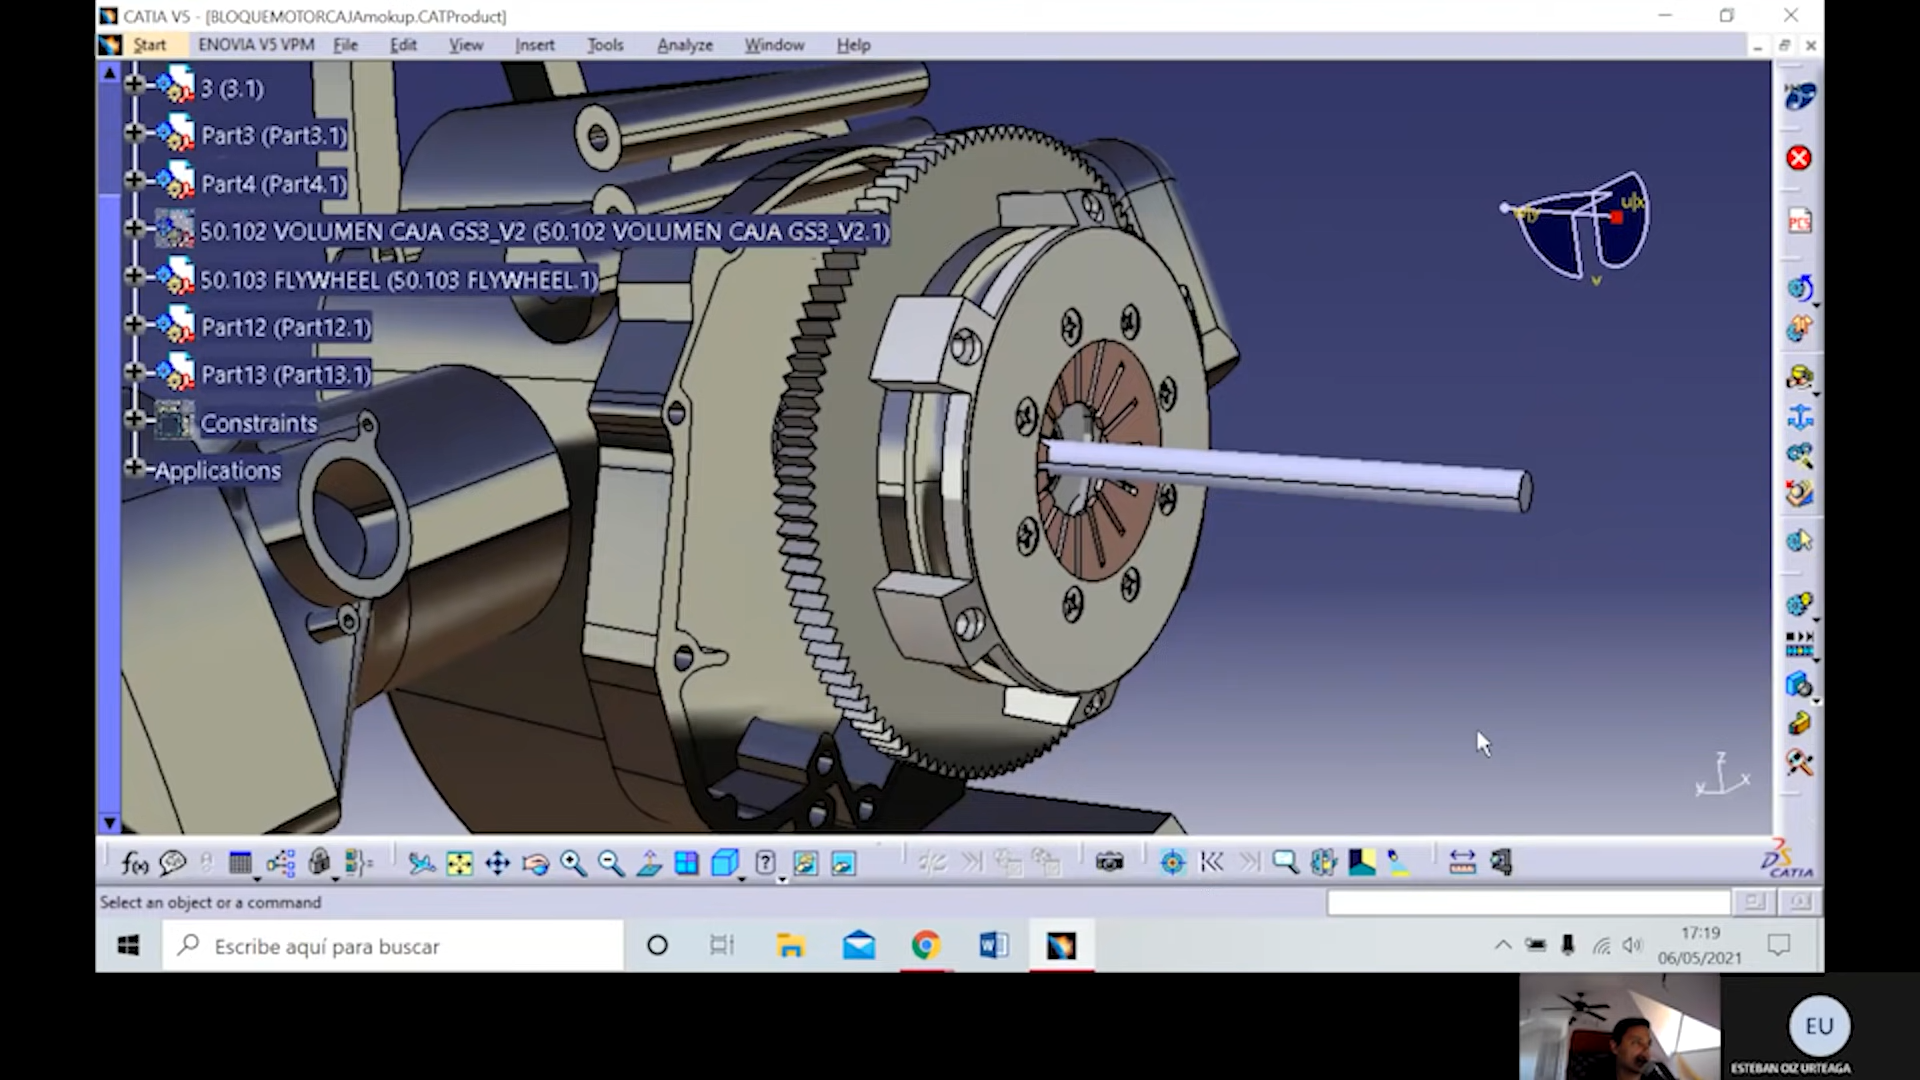 CATIA V5 - [BLOQUEMOTORCAJAmokup.CATProduct]
Start ENOVIA V5 VPM File Edit View Insert Tools Analyze Window Help
3 (3.1)
Part3 (Part3.1)
Part4 (Part4.1)
50.102 VOLUMEN CAJA GS3_V2 (50.102 VOLUMEN CAJA GS3_V2.1)
50.103 FLYWHEEL (50.103 FLYWHEEL.1)
Part12 (Part12.1)
Part13 (Part13.1)
Constraints
Applications
u|x
v
PCS
z
x
y
f(x)
CATIA
Select an object or a command
Escribe aquí para buscar
17:19
06/05/2021
EU
ESTEBAN OIZ URTEAGA